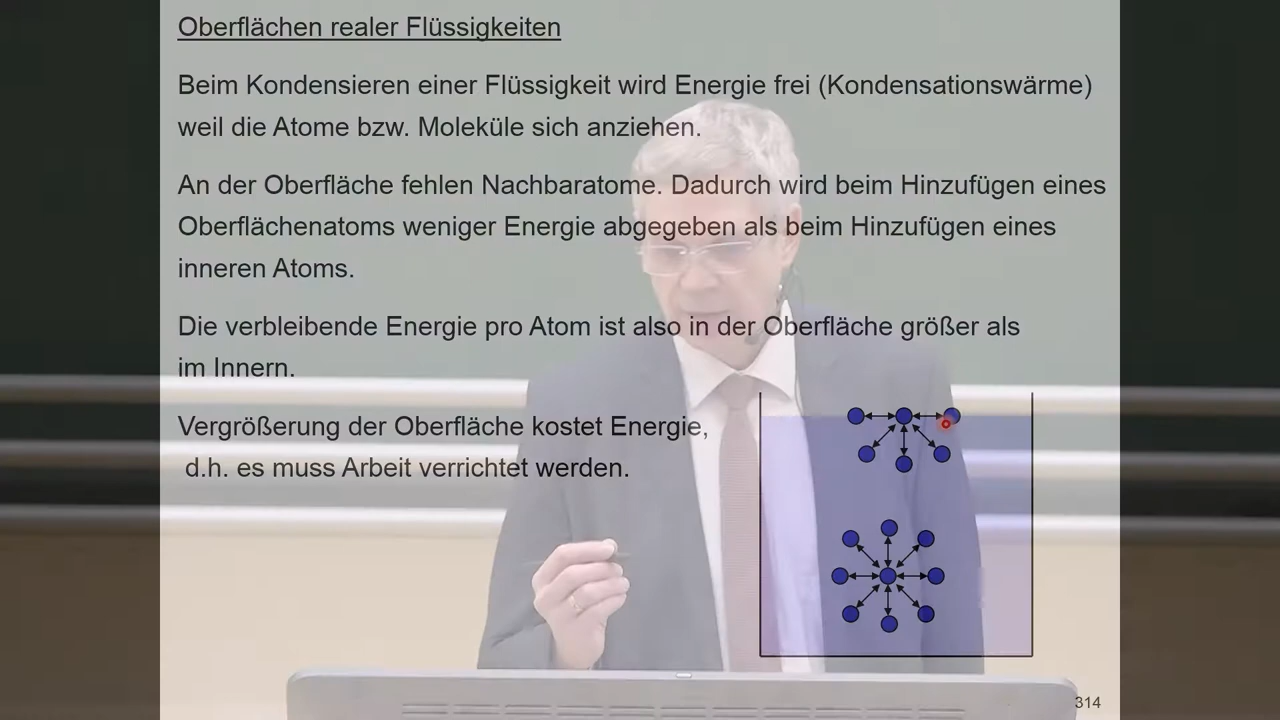 Oberflächen realer Flüssigkeiten
Beim Kondensieren einer Flüssigkeit wird Energie frei (Kondensationswärme)
weil die Atome bzw. Moleküle sich anziehen.
An der Oberfläche fehlen Nachbaratome. Dadurch wird beim Hinzufügen eines
Oberflächenatoms weniger Energie abgegeben als beim Hinzufügen eines
inneren Atoms.
Die verbleibende Energie pro Atom ist also in der Oberfläche größer als
im Innern.
Vergrößerung der Oberfläche kostet Energie,
d.h. es muss Arbeit verrichtet werden.
314